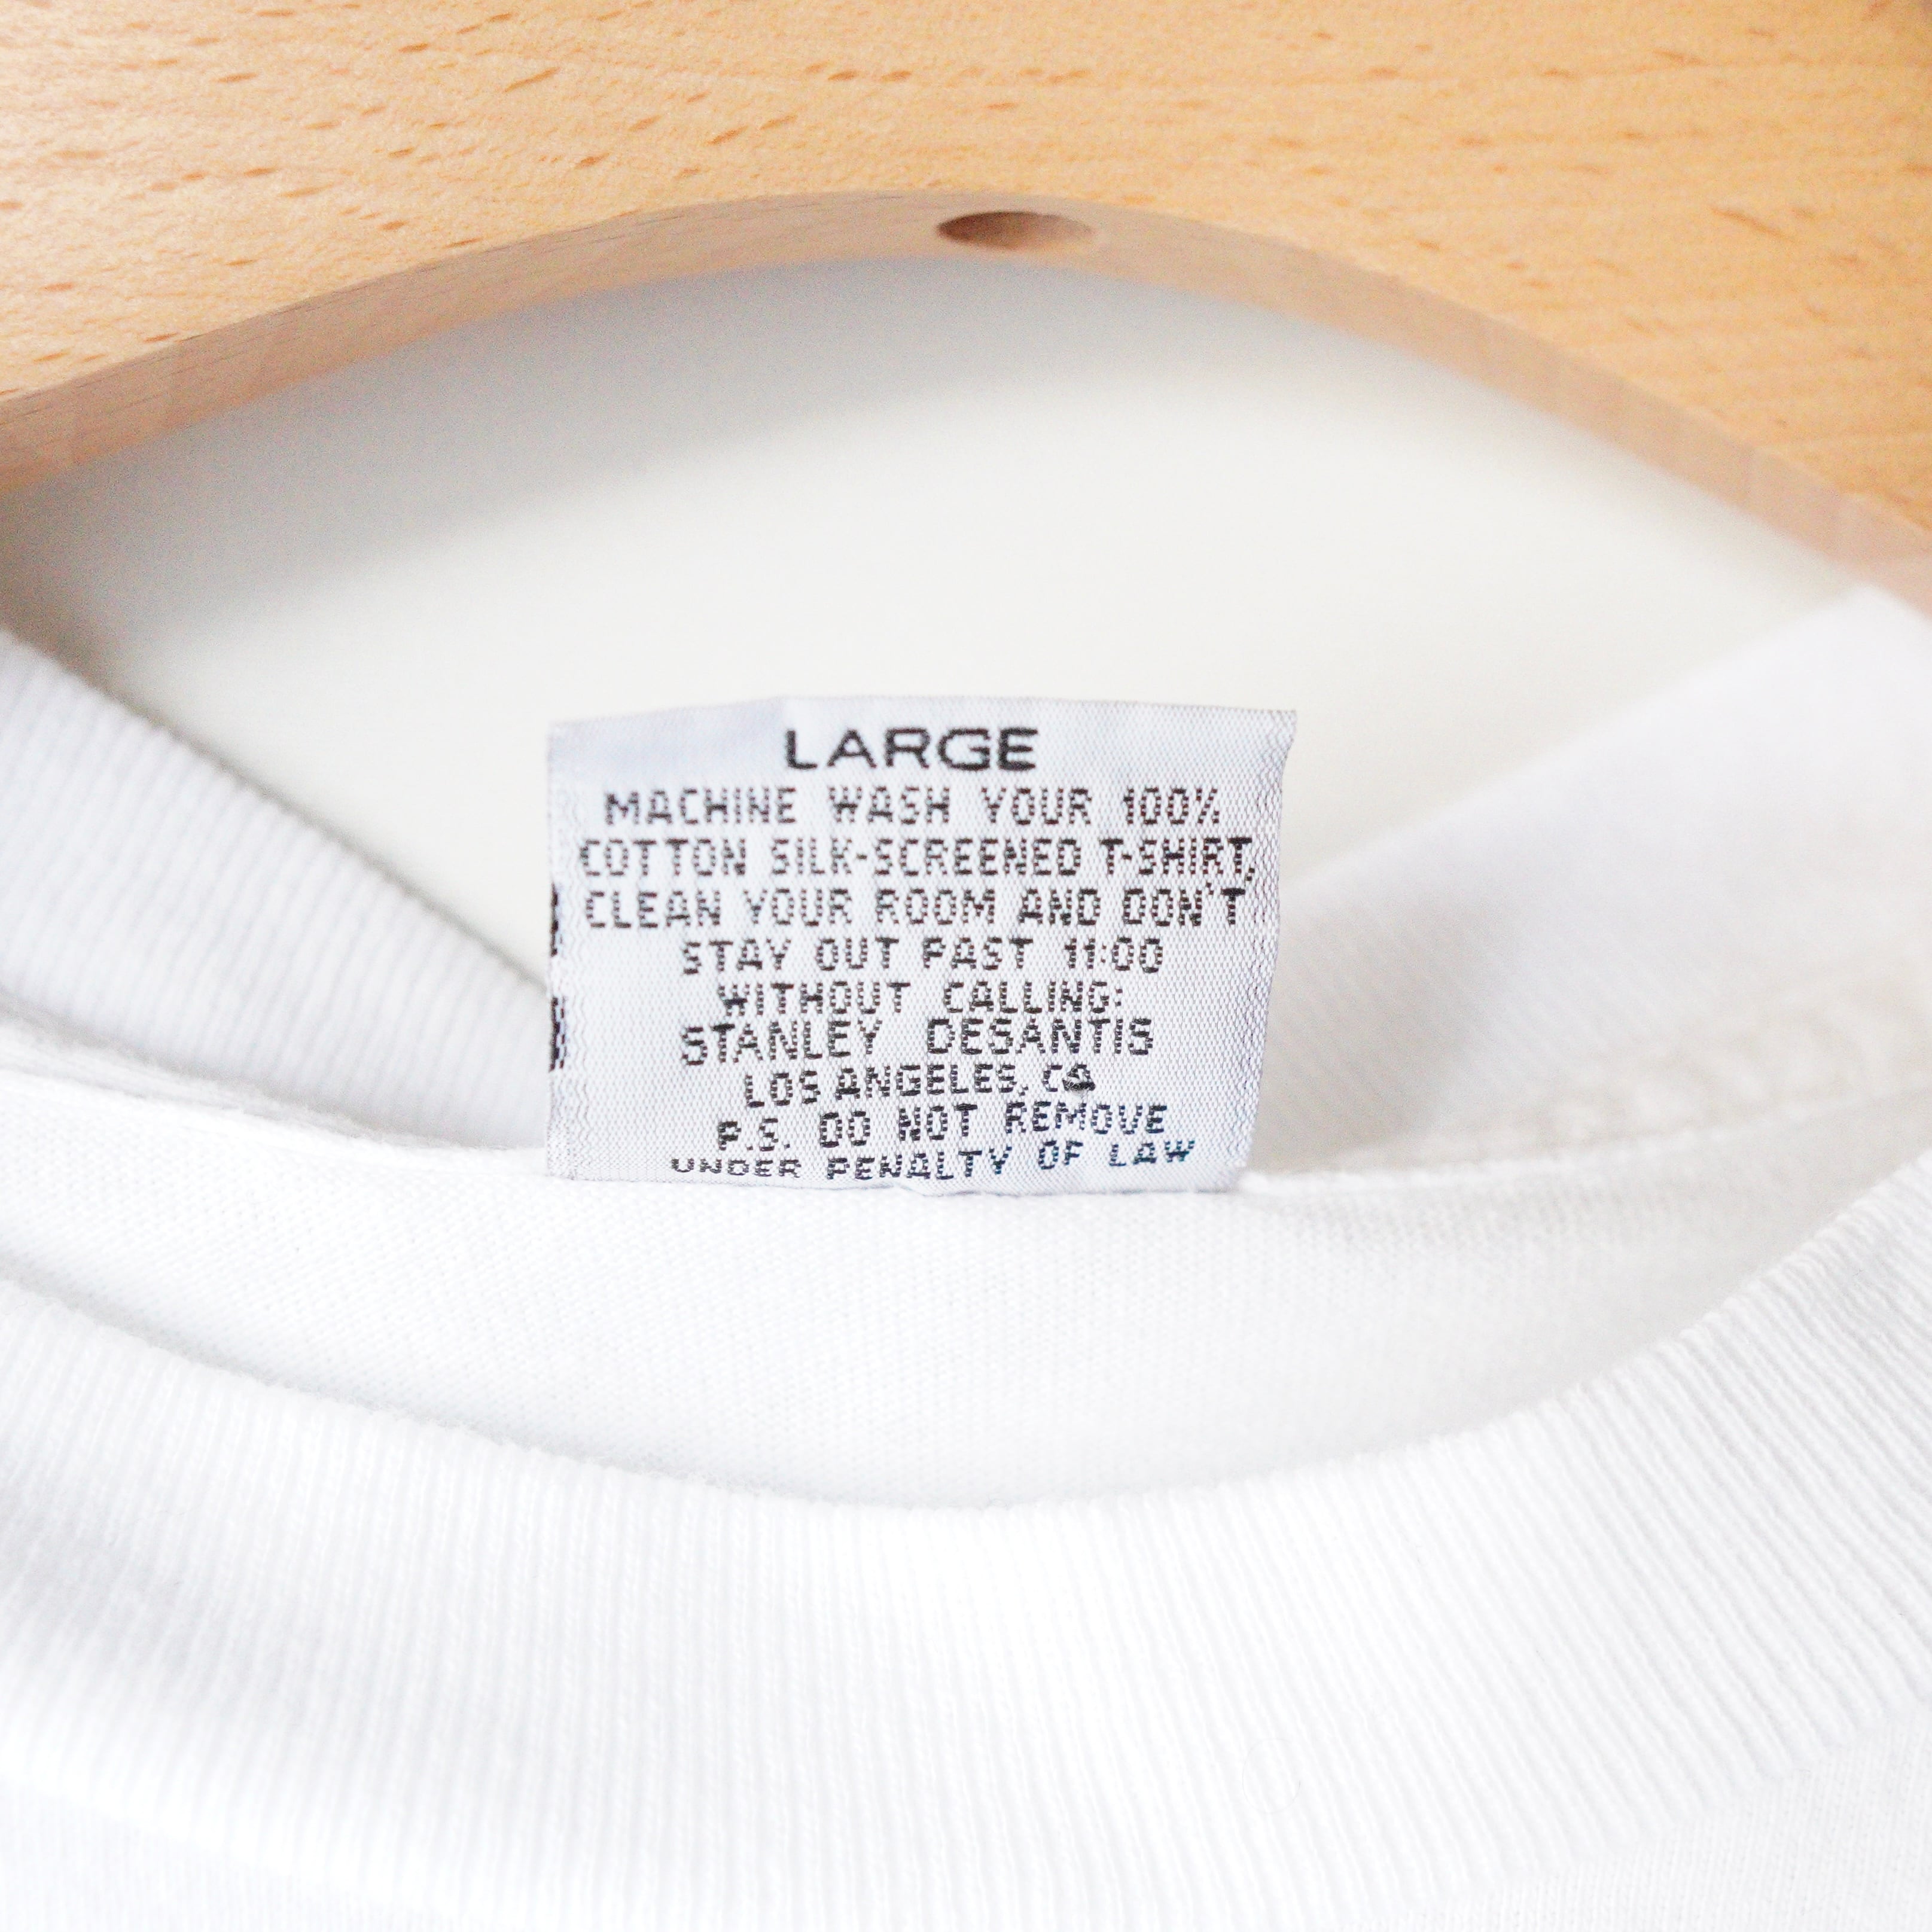 LARGE
MACHINE WASH YOUR 100%
COTTON SILK-SCREENED T-SHIRT,
CLEAN YOUR ROOM AND DON'T
STAY OUT PAST 11:00
WITHOUT CALLING:
STANLEY DESANTIS
LOS ANGELES, CA
P.S. DO NOT REMOVE
UNDER PENALTY OF LAW